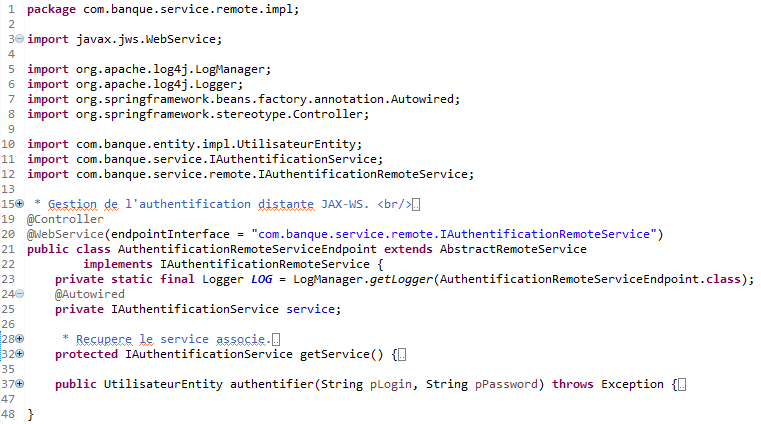 1 package com.banque.service.remote.impl;
2
3 import javax.jws.WebService;
4
5 import org.apache.log4j.LogManager;
6 import org.apache.log4j.Logger;
7 import org.springframework.beans.factory.annotation.Autowired;
8 import org.springframework.stereotype.Controller;
9
10 import com.banque.entity.impl.UtilisateurEntity;
11 import com.banque.service.IAuthentificationService;
12 import com.banque.service.remote.IAuthentificationRemoteService;
13
15 * Gestion de l'authentification distante JAX-WS. <br/>
19 @Controller
20 @WebService(endpointInterface = "com.banque.service.remote.IAuthentificationRemoteService")
21 public class AuthentificationRemoteServiceEndpoint extends AbstractRemoteService
22 implements IAuthentificationRemoteService {
23 private static final Logger LOG = LogManager.getLogger(AuthentificationRemoteServiceEndpoint.class);
24 @Autowired
25 private IAuthentificationService service;
26
28 * Recupere le service associe.
32 protected IAuthentificationService getService() {
35
37 public UtilisateurEntity authentifier(String pLogin, String pPassword) throws Exception {
47
48 }